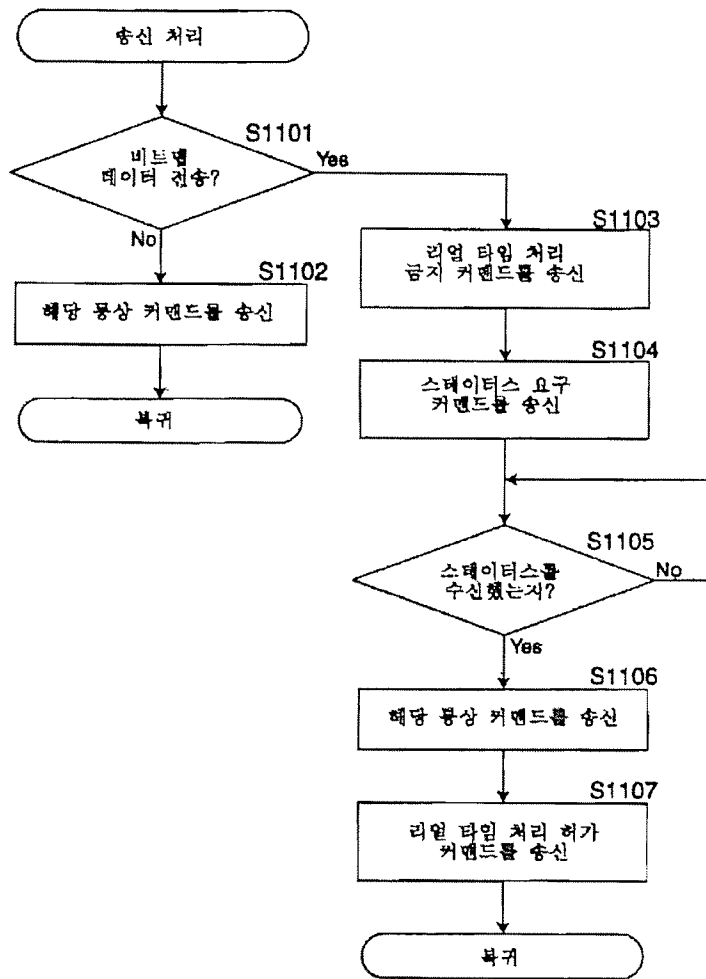 송신 처리
S1101
비트맵
데이터 전송?
Yes
No
S1102
해당 통상 커맨드를 송신
복귀
S1103
리얼 타임 처리
금지 커맨드를 송신
S1104
스테이터스 요구
커맨드를 송신
S1105
스테이터스를
수신했는지?
No
Yes
S1106
해당 통상 커맨드를 송신
S1107
리얼 타임 처리 허가
커맨드를 송신
복귀